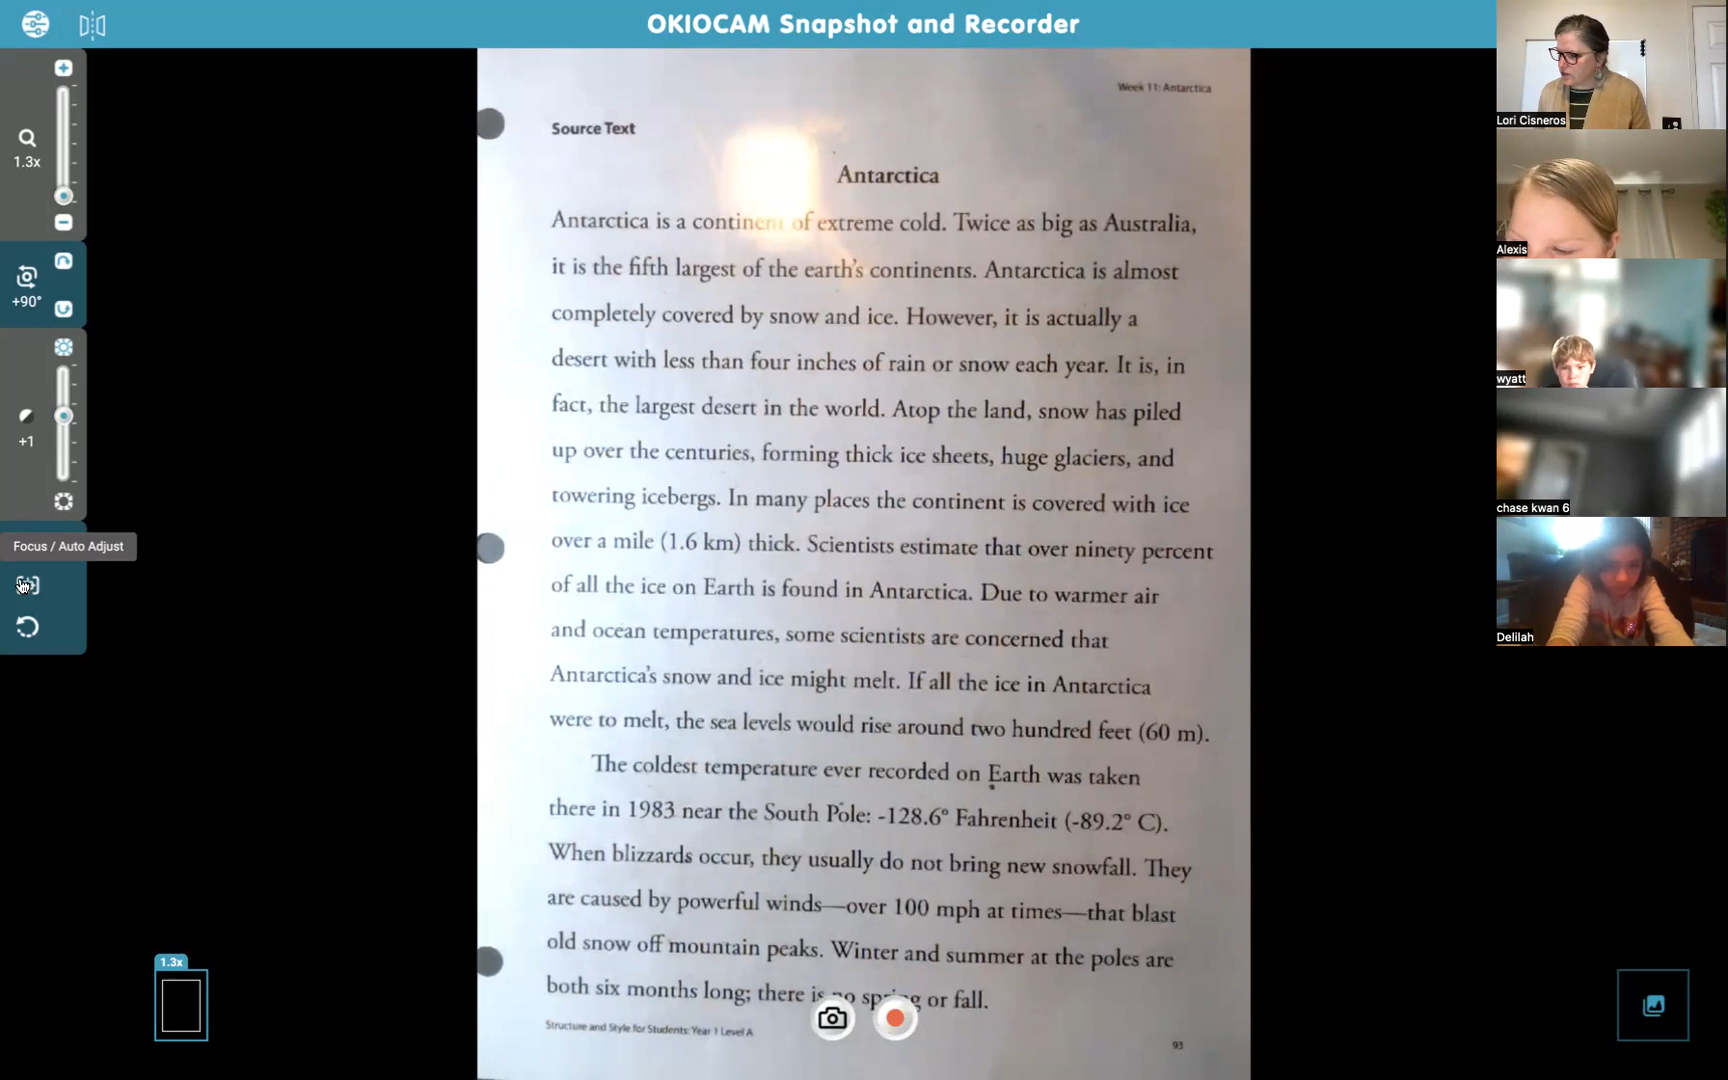 OKIOCAM Snapshot and Recorder
1.3x
+90°
+1
Focus / Auto Adjust
1.3x
Week 11: Antarctica
Source Text
Antarctica
Antarctica is a continent of extreme cold. Twice as big as Australia,
it is the fifth largest of the earth's continents. Antarctica is almost
completely covered by snow and ice. However, it is actually a
desert with less than four inches of rain or snow each year. It is, in
fact, the largest desert in the world. Atop the land, snow has piled
up over the centuries, forming thick ice sheets, huge glaciers, and
towering icebergs. In many places the continent is covered with ice
over a mile (1.6 km) thick. Scientists estimate that over ninety percent
of all the ice on Earth is found in Antarctica. Due to warmer air
and ocean temperatures, some scientists are concerned that
Antarctica's snow and ice might melt. If all the ice in Antarctica
were to melt, the sea levels would rise around two hundred feet (60 m).
The coldest temperature ever recorded on Earth was taken
there in 1983 near the South Pole: -128.6° Fahrenheit (-89.2° C).
When blizzards occur, they usually do not bring new snowfall. They
are caused by powerful winds—over 100 mph at times—that blast
old snow off mountain peaks. Winter and summer at the poles are
both six months long; there is no spring or fall.
Structure and Style for Students: Year 1 Level A
93
Lori Cisneros
Alexis
wyatt
chase kwan 6
Delilah